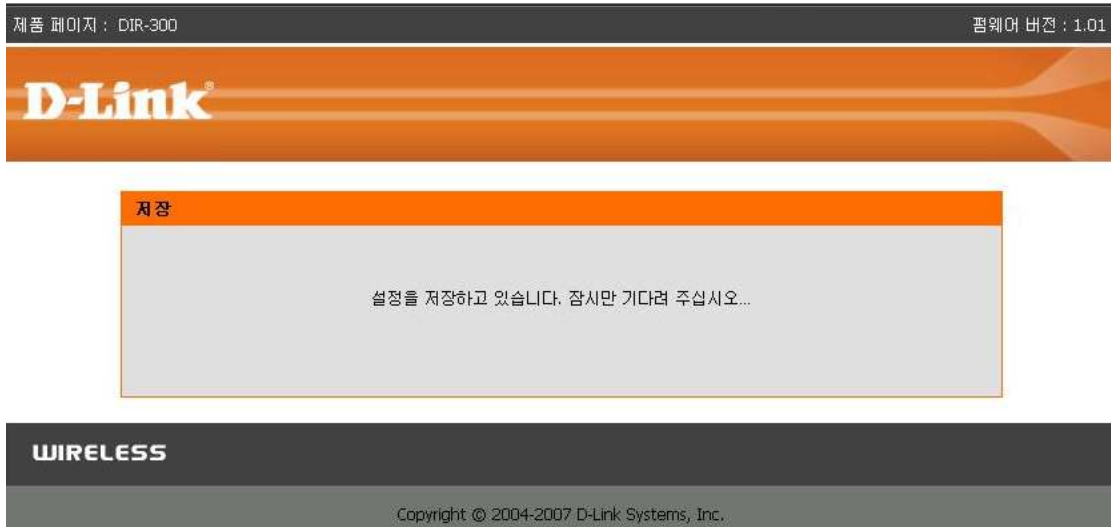 제품 페이지 : DIR-300
펌웨어 버전 : 1.01
D-Link®
저장
설정을 저장하고 있습니다. 잠시만 기다려 주십시오...
WIRELESS
Copyright © 2004-2007 D-Link Systems, Inc.